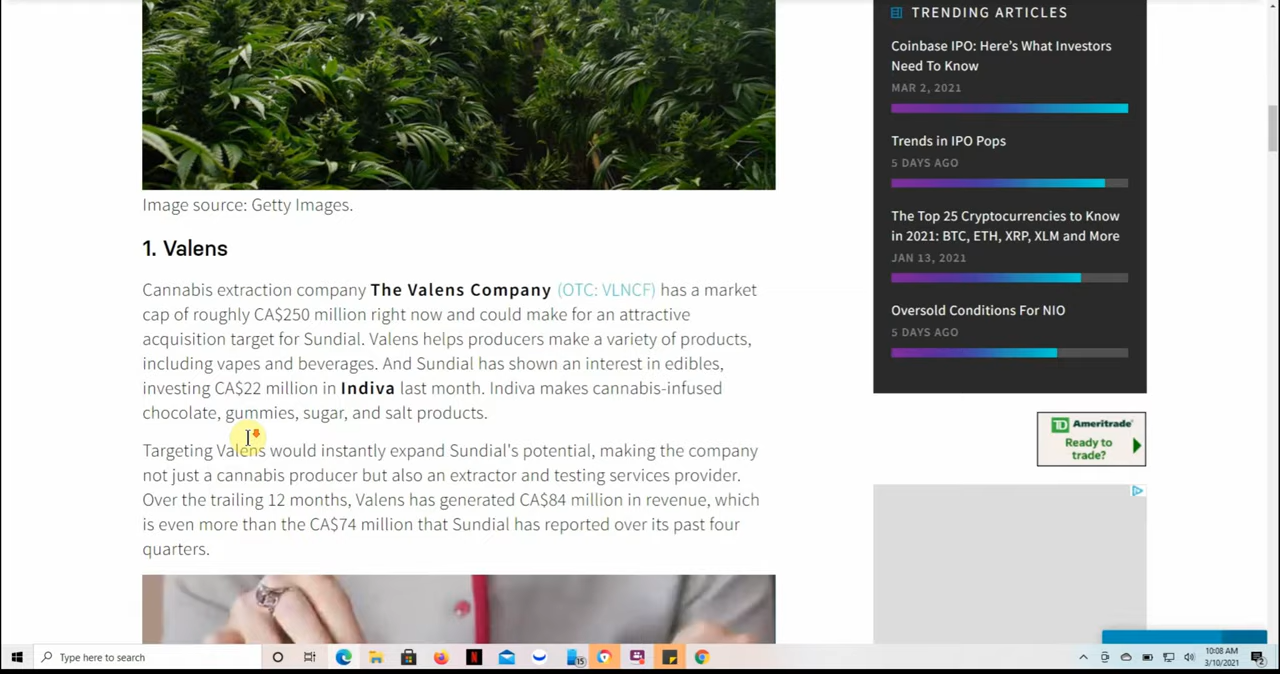 Image source: Getty Images.
1. Valens
Cannabis extraction company The Valens Company (OTC: VLNCF) has a market
cap of roughly CA$250 million right now and could make for an attractive
acquisition target for Sundial. Valens helps producers make a variety of products,
including vapes and beverages. And Sundial has shown an interest in edibles,
investing CA$22 million in Indiva last month. Indiva makes cannabis-infused
chocolate, gummies, sugar, and salt products.
Targeting Valens would instantly expand Sundial's potential, making the company
not just a cannabis producer but also an extractor and testing services provider.
Over the trailing 12 months, Valens has generated CA$84 million in revenue, which
is even more than the CA$74 million that Sundial has reported over its past four
quarters.
TRENDING ARTICLES
Coinbase IPO: Here's What Investors
Need To Know
MAR 2, 2021
Trends in IPO Pops
5 DAYS AGO
The Top 25 Cryptocurrencies to Know
in 2021: BTC, ETH, XRP, XLM and More
JAN 13, 2021
Oversold Conditions For NIO
5 DAYS AGO
TD Ameritrade
Ready to
trade?
Type here to search
15
10:08 AM
3/10/2021
2